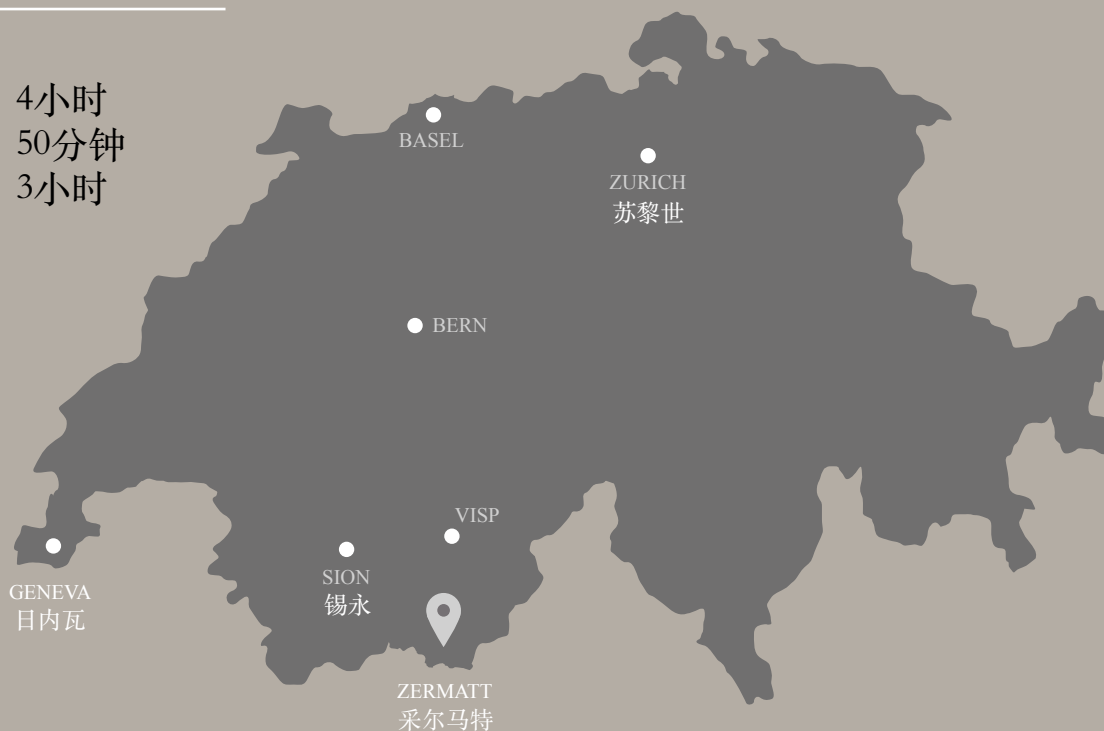 4小时
50分钟
3小时
BASEL
ZURICH
苏黎世
BERN
VISP
SION
锡永
GENEVA
日内瓦
ZERMATT
采尔马特